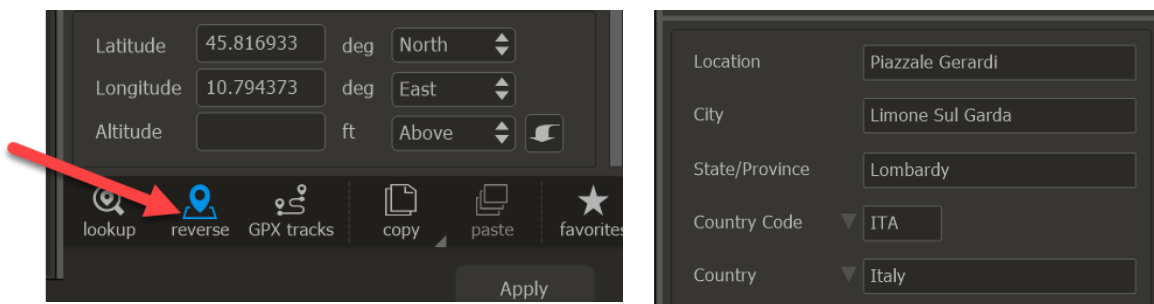 Latitude 45.816933 deg North
Longitude 10.794373 deg East
Altitude ft Above
lookup reverse GPX tracks copy paste favorites
Apply
Location Piazzale Gerardi
City Limone Sul Garda
State/Province Lombardy
Country Code ITA
Country Italy